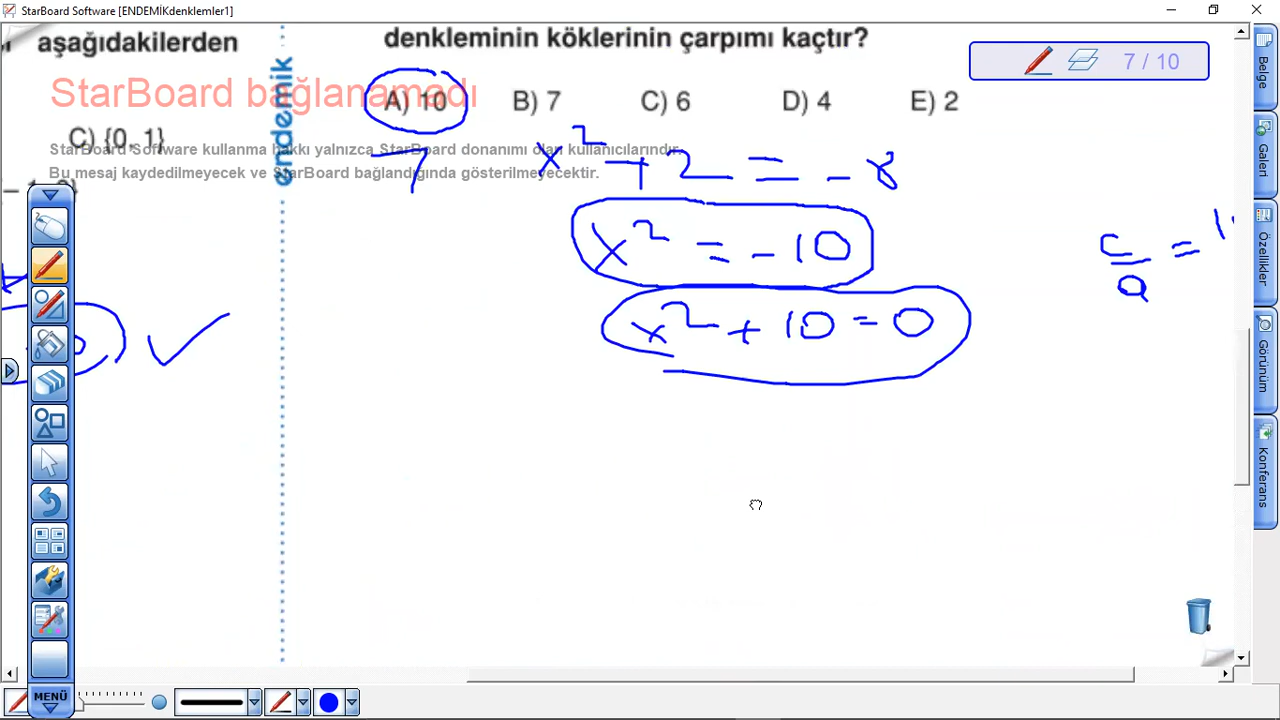 StarBoard Software [ENDEMİKdenklemler1]
aşağıdakilerden
denkleminin köklerinin çarpımı kaçtır?
7 / 10
StarBoard bağlanamadı
A) 10 B) 7 C) 6 D) 4 E) 2
C) {0, 1}
endemik
StarBoard Software kullanma hakkı yalnızca StarBoard donanımı olan kullanıcılarındır.
Bu mesaj kaydedilmeyecek ve StarBoard bağlandığında gösterilmeyecektir.
7
x² + 2 = -8
x² = -10
x² + 10 = 0
c/a =
Belge
Galeri
Özellikler
Görünüm
Konferans
MENÜ